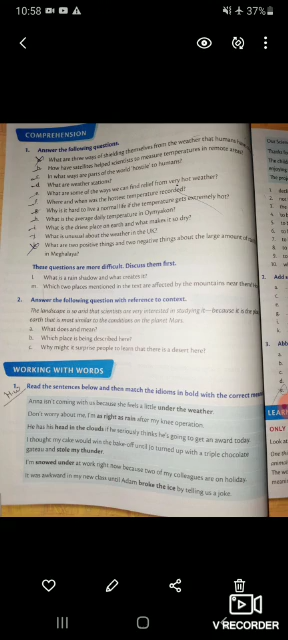 10:58
37%
COMPREHENSION
1. Answer the following questions.
What are three ways of shielding themselves from the weather that humans
b. How have satellites helped scientists to measure temperatures in remote areas?
c. In what ways are parts of the world 'hostile' to humans?
d. What are weather stations?
e. What are some of the ways we can find relief from very hot weather?
f. Where and when was the hottest temperature recorded?
g. Why is it hard to live a normal life if the temperature gets extremely hot?
h. What is the average daily temperature in Oymyakon?
i. What is the driest place on earth and what makes it so dry?
j. What is unusual about the weather in the UK?
What are two positive things and two negative things about the large amount of
in Meghalaya?
These questions are more difficult. Discuss them first.
l. What is a rain shadow and what creates it?
m. Which two places mentioned in the text are affected by the mountains near them?
2. Answer the following question with reference to context.
The landscape is so arid that scientists are very interested in studying it—because it is the
earth that is most similar to the conditions on the planet Mars.
a. What does arid mean?
b. Which place is being described here?
c. Why might it surprise people to learn that there is a desert here?
WORKING WITH WORDS
1. Read the sentences below and then match the idioms in bold with the correct
Anna isn't coming with us because she feels a little under the weather.
Don't worry about me, I'm as right as rain after my knee operation.
He has his head in the clouds if he seriously thinks he's going to get an award today.
I thought my cake would win the bake-off until Jo turned up with a triple chocolate
gateau and stole my thunder.
I'm snowed under at work right now because two of my colleagues are on holiday.
It was awkward in my new class until Adam broke the ice by telling us a joke.
ONLY
Look at
V RECORDER